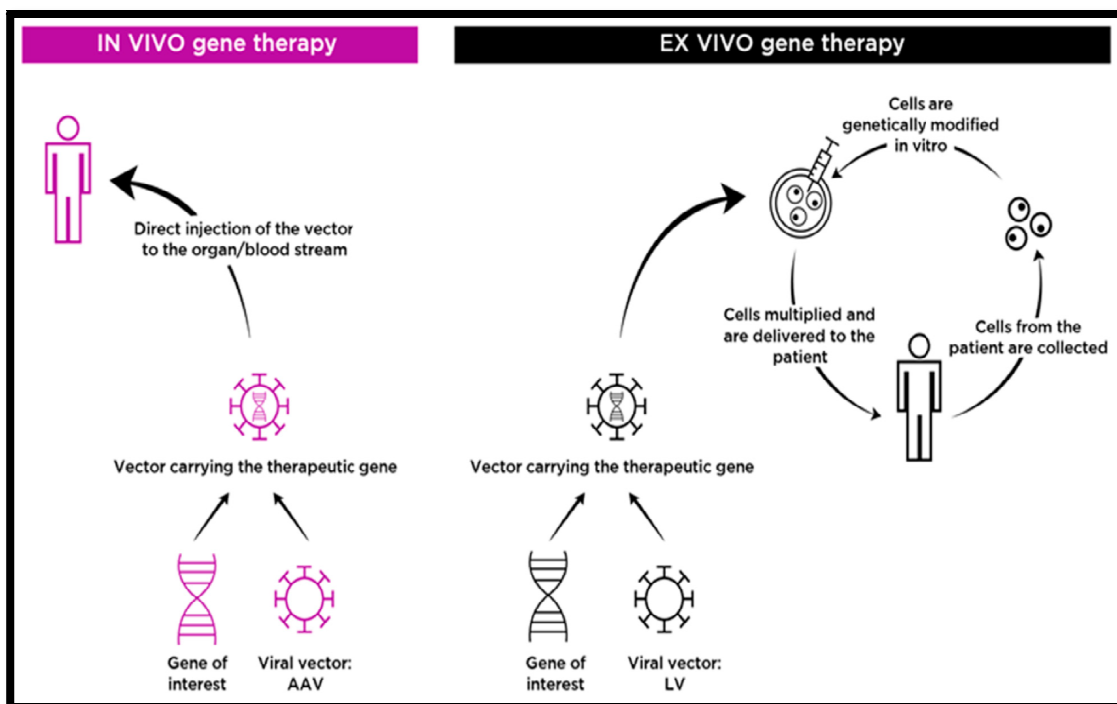 IN VIVO gene therapy
Direct injection of the vector
to the organ/blood stream
Vector carrying the therapeutic gene
Gene of
interest
Viral vector:
AAV
EX VIVO gene therapy
Cells are
genetically modified
in vitro
Cells multiplied and
are delivered to the
patient
Cells from the
patient are collected
Vector carrying the therapeutic gene
Gene of
interest
Viral vector:
LV